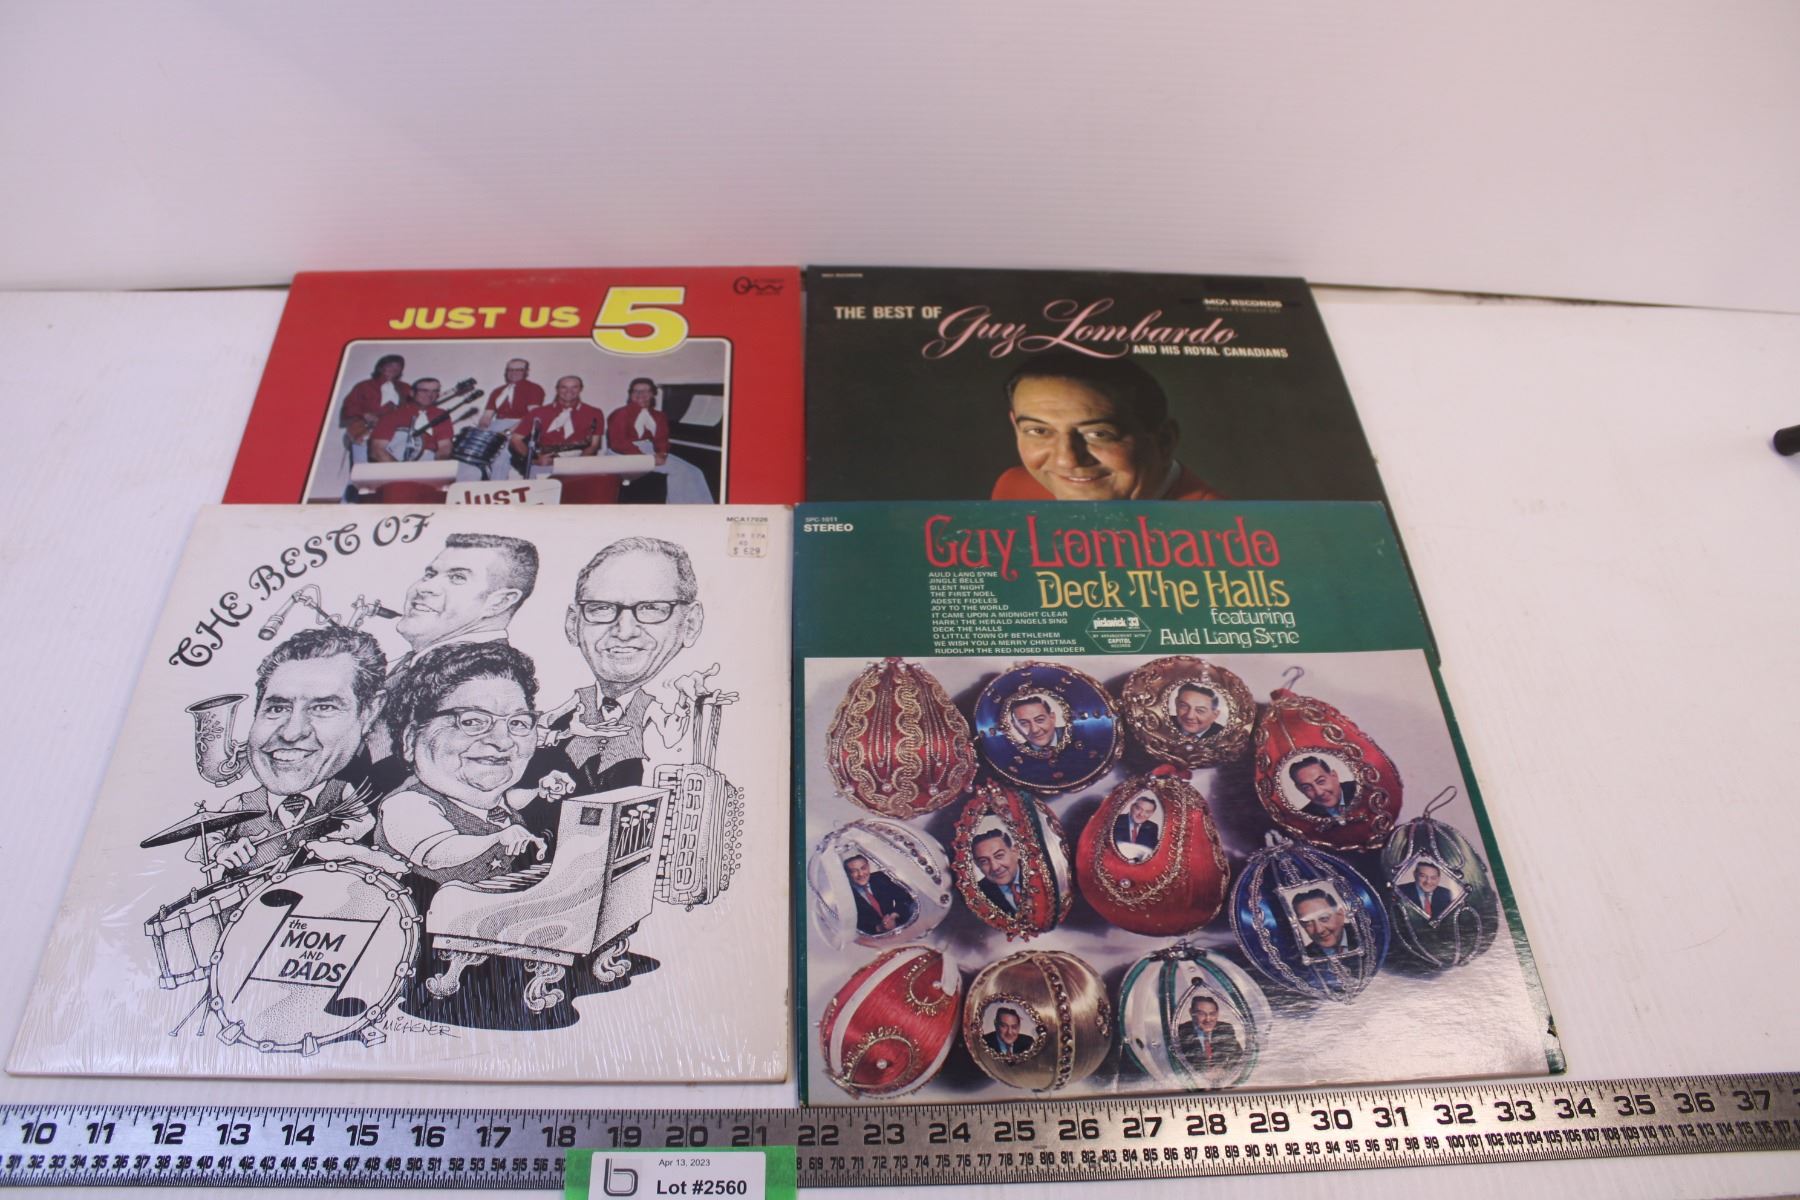 JUST US 5
JUST
MCA RECORDS
THE BEST OF
Guy Lombardo
AND HIS ROYAL CANADIANS
THE BEST OF
MCA17026
$ 6.29
the
MOM
AND
DADS
MICHENER
SPC-1011
STEREO
Guy Lombardo
Deck The Halls
featuring
Auld Lang Syne
AULD LANG SYNE
JINGLE BELLS
SILENT NIGHT
THE FIRST NOEL
ADESTE FIDELES
JOY TO THE WORLD
IT CAME UPON A MIDNIGHT CLEAR
HARK! THE HERALD ANGELS SING
DECK THE HALLS
O LITTLE TOWN OF BETHLEHEM
WE WISH YOU A MERRY CHRISTMAS
RUDOLPH THE RED-NOSED REINDEER
pickwick/33
BY ARRANGEMENT WITH
CAPITOL
RECORDS
10 11 12 13 14 15 16 17 18 19 20 21 22 23 24 25 26 27 28 29 30 31 32 33 34 35 36 37
b
Apr 13, 2023
Lot #2560